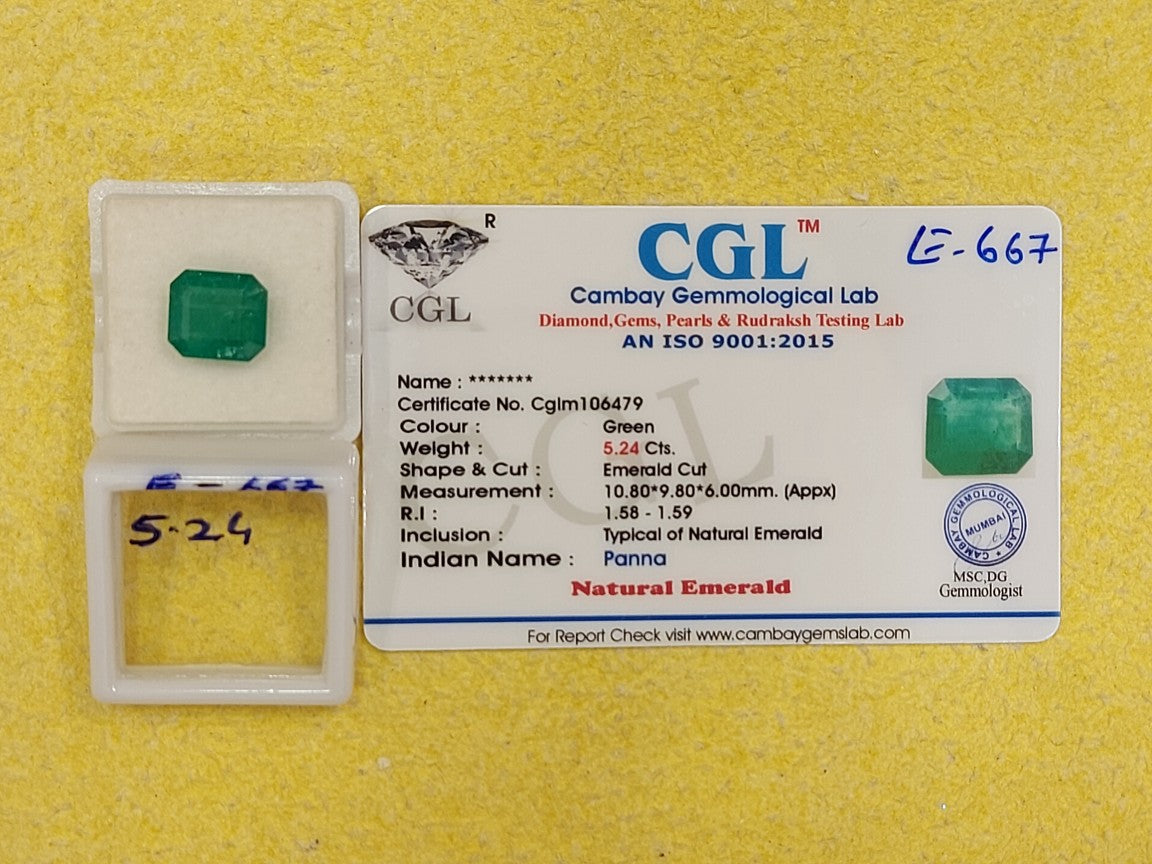 E-667
5.24
R
CGL
CGL™
Cambay Gemmological Lab
Diamond,Gems, Pearls & Rudraksh Testing Lab
AN ISO 9001:2015
E-667
Name : *******
Certificate No. Cglm106479
Colour : Green
Weight : 5.24 Cts.
Shape & Cut : Emerald Cut
Measurement : 10.80*9.80*6.00mm. (Appx)
R.I : 1.58 - 1.59
Inclusion : Typical of Natural Emerald
Indian Name : Panna
Natural Emerald
CGL
CAMBAY GEMMOLOGICAL LAB
MUMBAI
MSC,DG
Gemmologist
For Report Check visit www.cambaygemslab.com